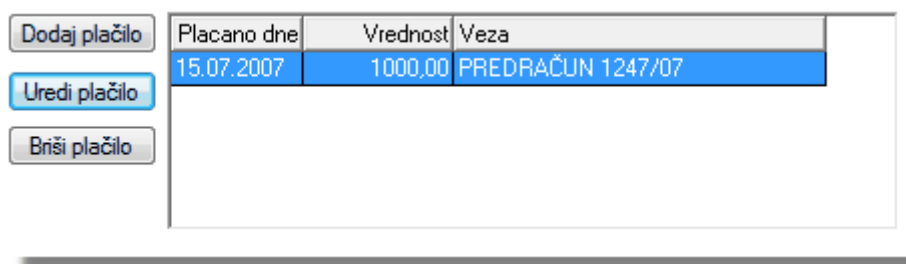 Dodaj plačilo
Uredi plačilo
Briši plačilo
Placano dne Vrednost Veza
15.07.2007 1000,00 PREDRAČUN 1247/07